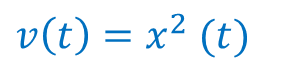 v(t) = x² (t)